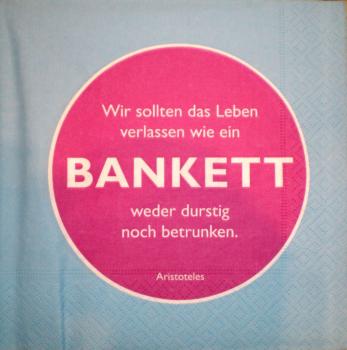 Wir sollten das Leben
verlassen wie ein
BANKETT
weder durstig
noch betrunken.
Aristoteles